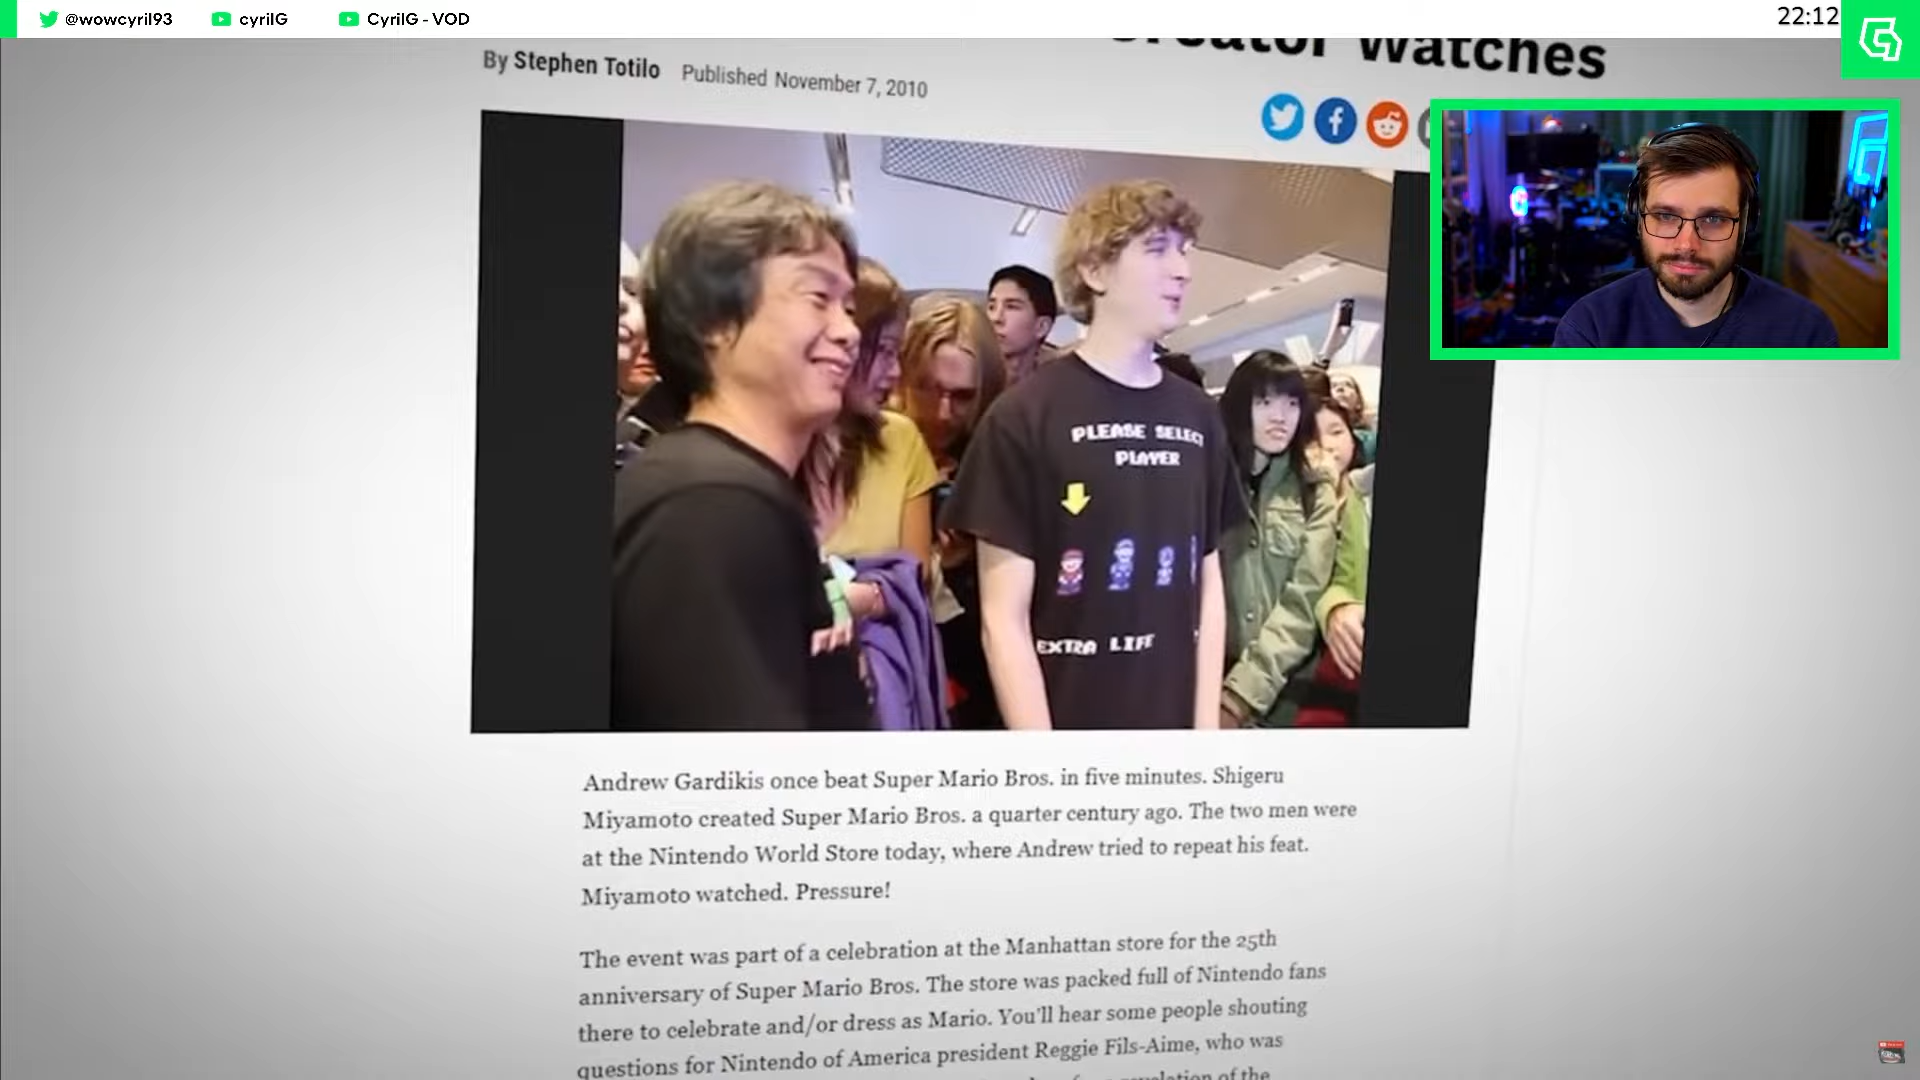 @wowcyril93
cyrilG
CyrilG - VOD
22:12
Creator Watches
By Stephen Totilo
Published November 7, 2010
PLEASE SELECT
PLAYER
EXTRA LIFE
Andrew Gardikis once beat Super Mario Bros. in five minutes. Shigeru
Miyamoto created Super Mario Bros. a quarter century ago. The two men were
at the Nintendo World Store today, where Andrew tried to repeat his feat.
Miyamoto watched. Pressure!
The event was part of a celebration at the Manhattan store for the 25th
anniversary of Super Mario Bros. The store was packed full of Nintendo fans
there to celebrate and/or dress as Mario. You'll hear some people shouting
questions for Nintendo of America president Reggie Fils-Aime, who was
of the